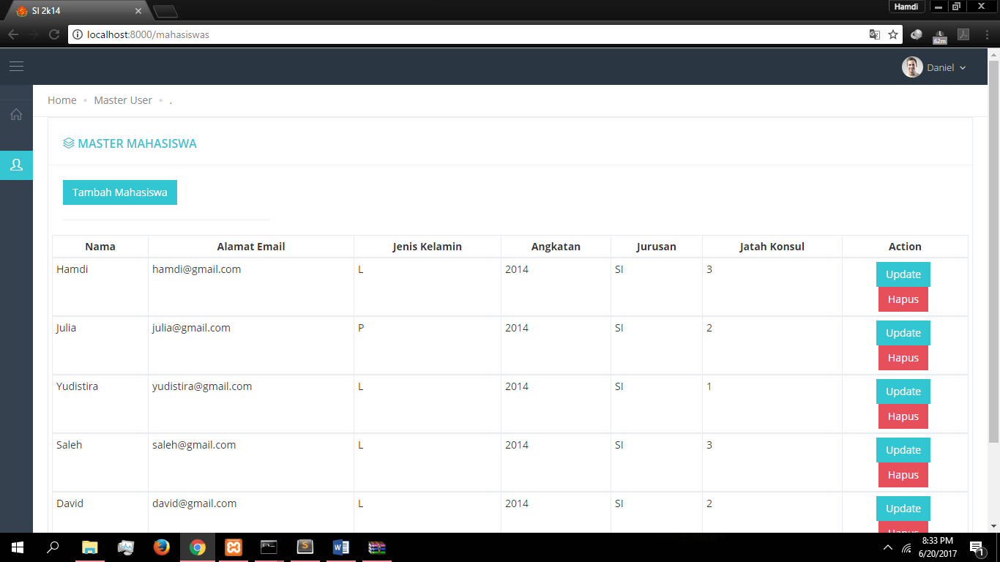 SI 2k14
Hamdi
localhost:8000/mahasiswas
62m
Daniel
Home • Master User • .
MASTER MAHASISWA
Tambah Mahasiswa
Nama Alamat Email Jenis Kelamin Angkatan Jurusan Jatah Konsul Action
Hamdi hamdi@gmail.com L 2014 SI 3 Update
Hapus
Julia julia@gmail.com P 2014 SI 2 Update
Hapus
Yudistira yudistira@gmail.com L 2014 SI 1 Update
Hapus
Saleh saleh@gmail.com L 2014 SI 3 Update
Hapus
David david@gmail.com L 2014 SI 2 Update
Hapus
8:33 PM
6/20/2017
1